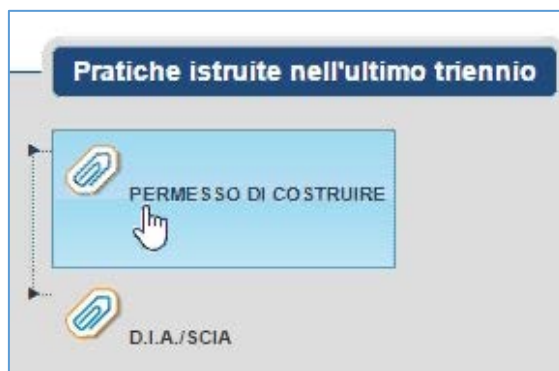 Pratiche istruite nell'ultimo triennio
PERMESSO DI COSTRUIRE
D.I.A./SCIA